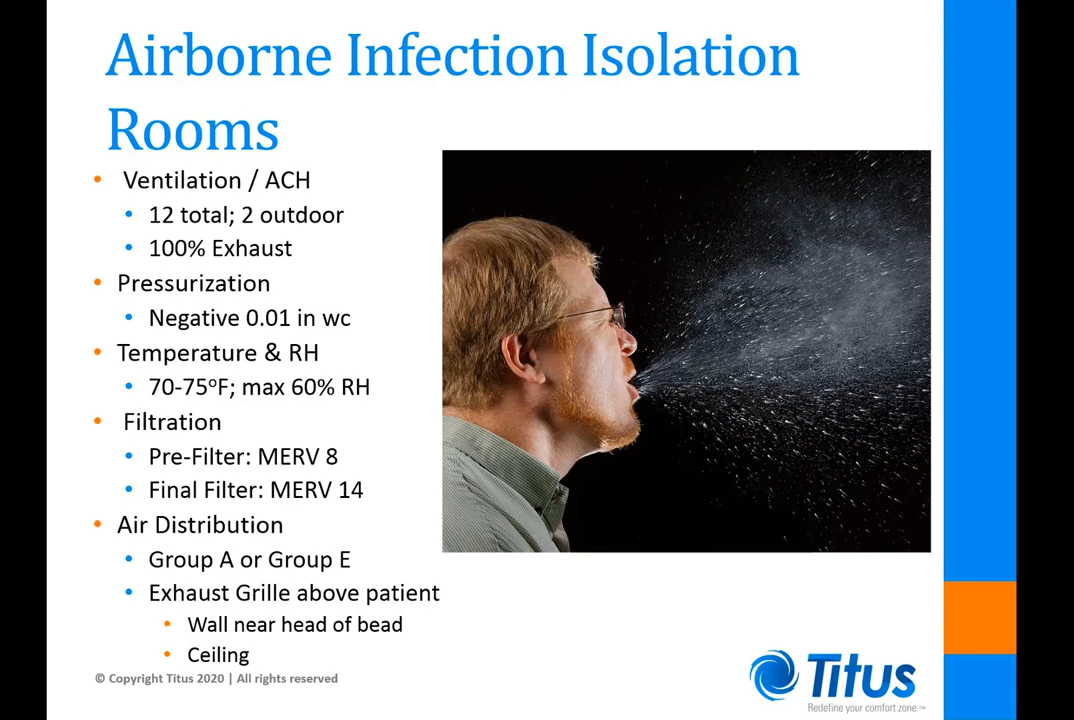 Airborne Infection Isolation
Rooms
• Ventilation / ACH
• 12 total; 2 outdoor
• 100% Exhaust
• Pressurization
• Negative 0.01 in wc
• Temperature & RH
• 70-75°F; max 60% RH
• Filtration
• Pre-Filter: MERV 8
• Final Filter: MERV 14
• Air Distribution
• Group A or Group E
• Exhaust Grille above patient
• Wall near head of bead
• Ceiling
© Copyright Titus 2020 | All rights reserved
Titus
Redefine your comfort zone.™